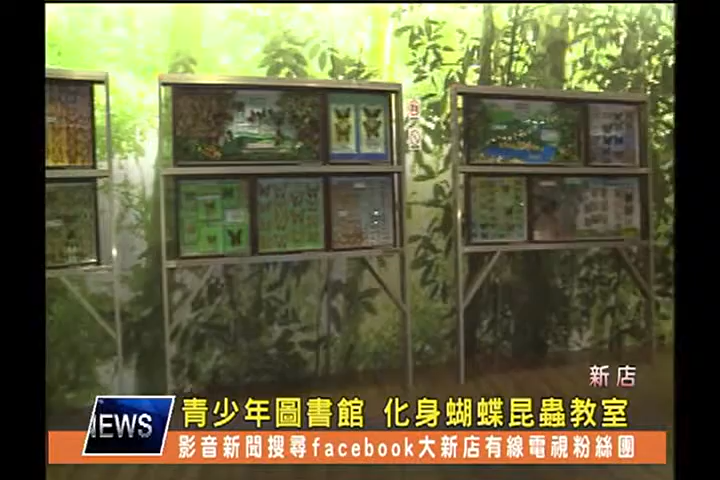 新店
青少年圖書館 化身蝴蝶昆蟲教室
NEWS
影音新聞搜尋facebook大新店有線電視粉絲團